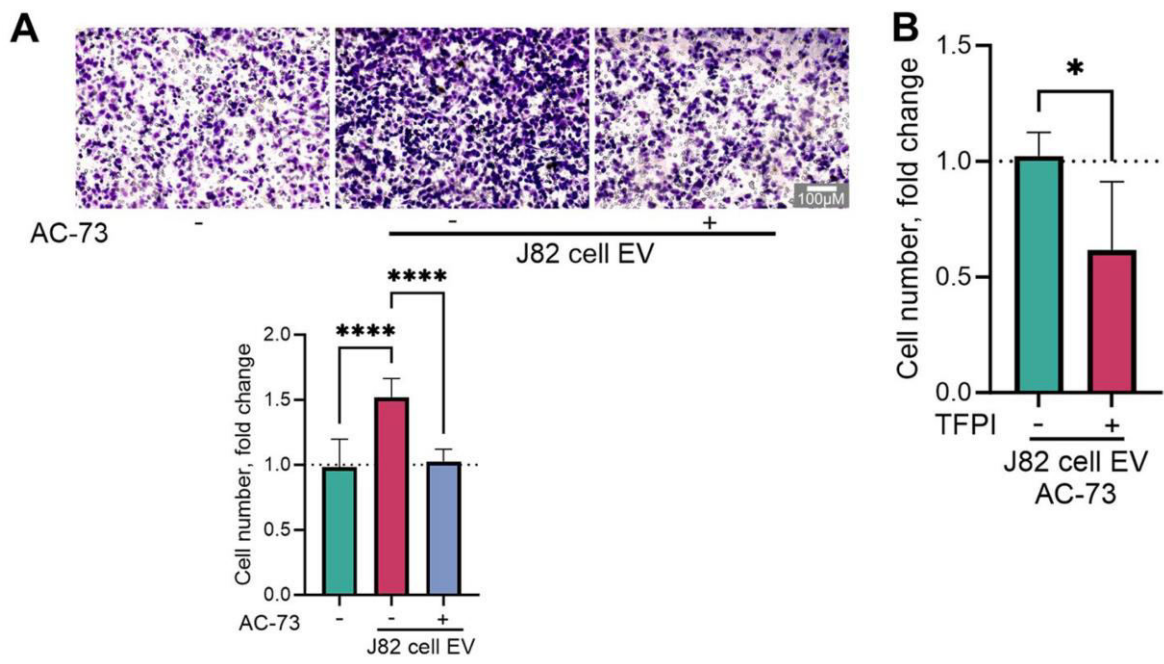 A
100μM
AC-73 - - +
J82 cell EV
Cell number, fold change
2.0
1.5
1.0
0.5
0.0
****
****
AC-73 - - +
J82 cell EV
B
Cell number, fold change
1.5
1.0
0.5
0.0
*
TFPI - +
J82 cell EV
AC-73